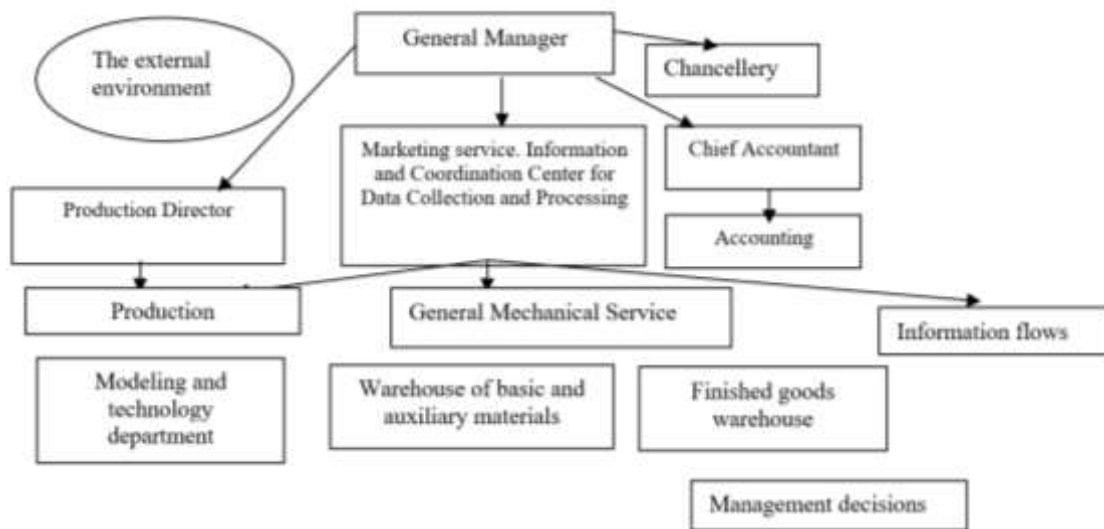 General Manager
The external
environment
Chancellery
Marketing service. Information
and Coordination Center for
Data Collection and Processing
Chief Accountant
Production Director
Accounting
Production
General Mechanical Service
Information flows
Modeling and
technology
department
Warehouse of basic and
auxiliary materials
Finished goods
warehouse
Management decisions